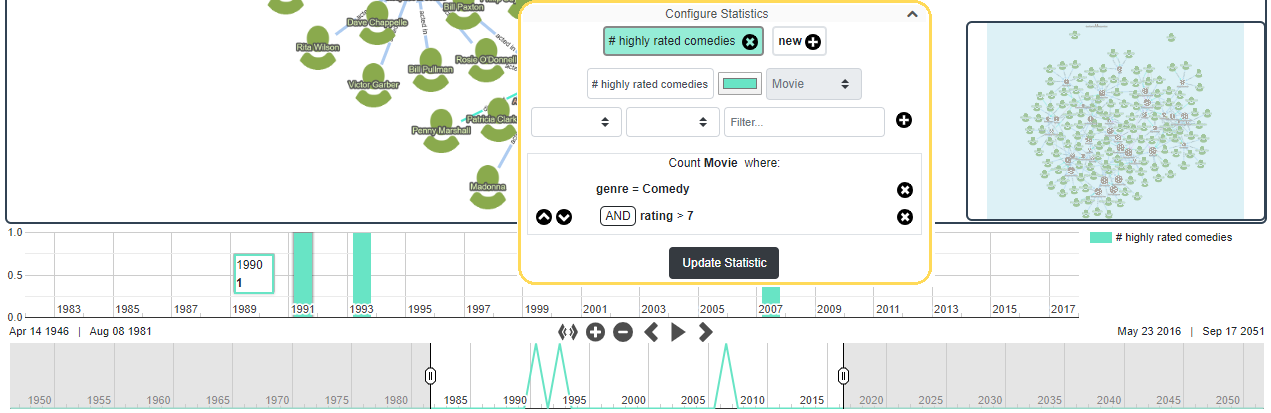 Bill Paxton
Dave Chappelle
acted in
Rita Wilson
acted in
Rosie O'Donnell
Bill Pullman
Victor Garber
Patricia Clark
Penny Marshall
Madonna
Configure Statistics
# highly rated comedies
new
# highly rated comedies
Movie
Filter...
Count Movie where:
genre = Comedy
AND rating > 7
Update Statistic
1.0
0.5
0.0
1990
1
1983 1985 1987 1989 1991 1993 1995 1997 1999 2001 2003 2005 2007 2009 2011 2013 2015 2017
# highly rated comedies
Apr 14 1946 | Aug 08 1981
May 23 2016 | Sep 17 2051
1950 1955 1960 1965 1970 1975 1980 1985 1990 1995 2000 2005 2010 2015 2020 2025 2030 2035 2040 2045 2050